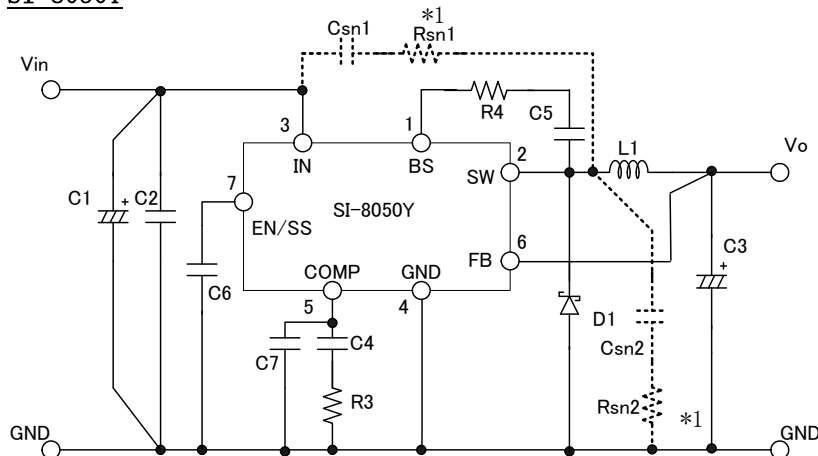 SI-8050Y
*1
Csn1
Rsn1
Vin
R4
C5
3
1
IN
BS
2
SW
L1
Vo
7
EN/SS
SI-8050Y
C1
+
C2
6
FB
C3
+
C6
COMP
GND
5
4
D1
C7
C4
Csn2
R3
Rsn2
*1
GND
GND